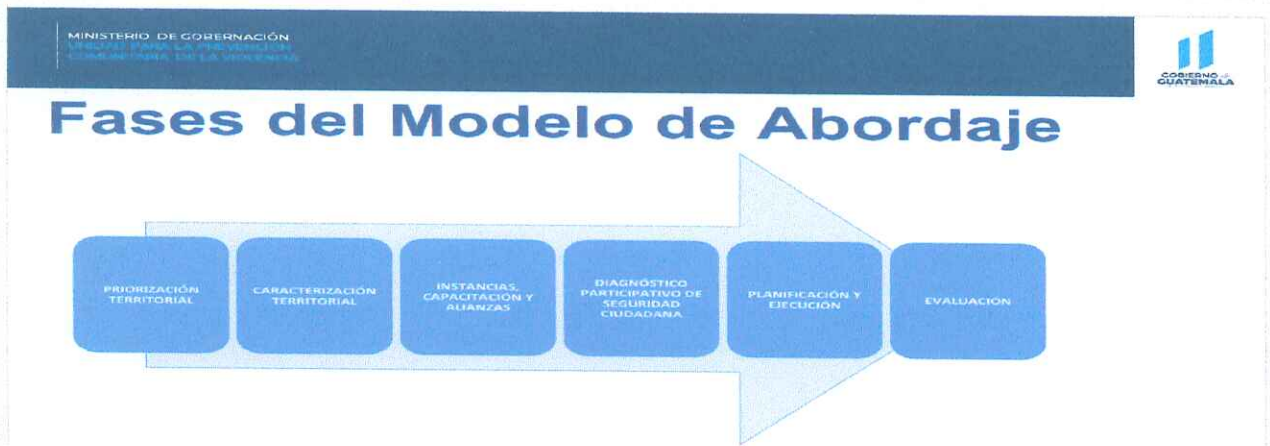 MINISTERIO DE GOBERNACIÓN
UNIDAD PARA LA PREVENCIÓN
COMUNITARIA DE LA VIOLENCIA
GOBIERNO de
GUATEMALA
Fases del Modelo de Abordaje
PRIORIZACIÓN
TERRITORIAL
CARACTERIZACIÓN
TERRITORIAL
INSTANCIAS,
CAPACITACIÓN Y
ALIANZAS
DIAGNÓSTICO
PARTICIPATIVO DE
SEGURIDAD
CIUDADANA
PLANIFICACIÓN Y
EJECUCIÓN
EVALUACIÓN